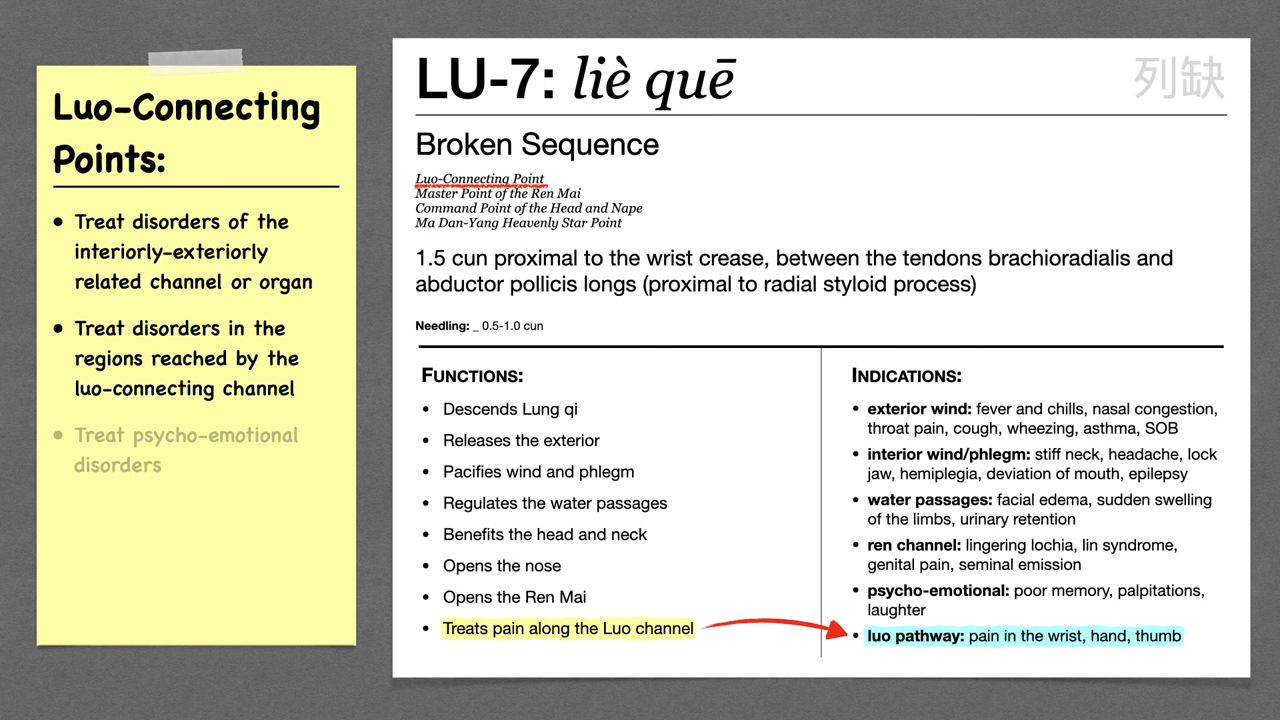 Luo-Connecting
Points:
• Treat disorders of the
interiorly-exteriorly
related channel or organ
• Treat disorders in the
regions reached by the
luo-connecting channel
• Treat psycho-emotional
disorders
LU-7: liè quē
列缺
Broken Sequence
Luo-Connecting Point
Master Point of the Ren Mai
Command Point of the Head and Nape
Ma Dan-Yang Heavenly Star Point
1.5 cun proximal to the wrist crease, between the tendons brachioradialis and
abductor pollicis longs (proximal to radial styloid process)
Needling: _ 0.5-1.0 cun
FUNCTIONS:
• Descends Lung qi
• Releases the exterior
• Pacifies wind and phlegm
• Regulates the water passages
• Benefits the head and neck
• Opens the nose
• Opens the Ren Mai
• Treats pain along the Luo channel
INDICATIONS:
• exterior wind: fever and chills, nasal congestion,
throat pain, cough, wheezing, asthma, SOB
• interior wind/phlegm: stiff neck, headache, lock
jaw, hemiplegia, deviation of mouth, epilepsy
• water passages: facial edema, sudden swelling
of the limbs, urinary retention
• ren channel: lingering lochia, lin syndrome,
genital pain, seminal emission
• psycho-emotional: poor memory, palpitations,
laughter
• luo pathway: pain in the wrist, hand, thumb